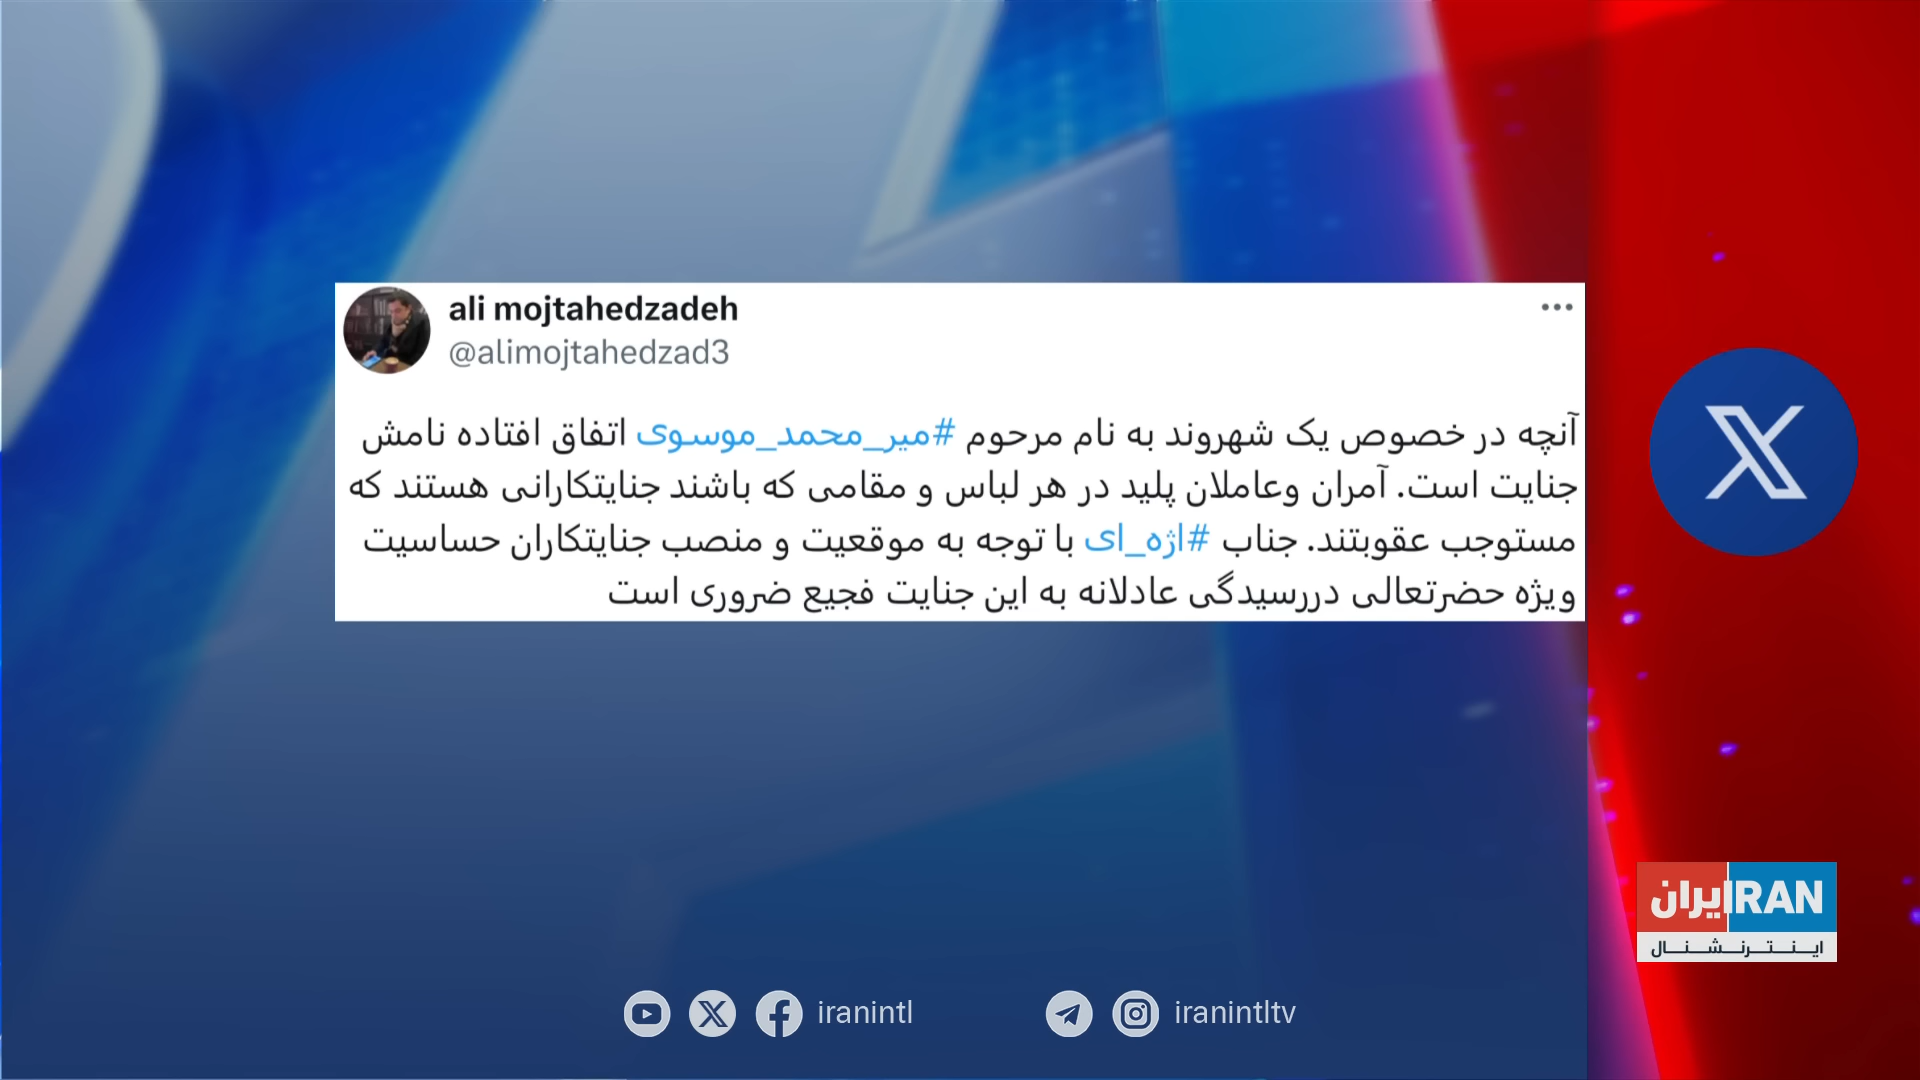 ali mojtahedzadeh
@alimojtahedzad3
آنچه در خصوص یک شهروند به نام مرحوم #میر_محمد_موسوی اتفاق افتاده نامش
جنایت است. آمران وعاملان پلید در هر لباس و مقامی که باشند جنایتکارانی هستند که
مستوجب عقوبتند. جناب #اژه_ای با توجه به موقعیت و منصب جنایتکاران حساسیت
ویژه حضرتعالی دررسیدگی عادلانه به این جنایت فجیع ضروری است
ایران IRAN
اینترنشنال
iranintl
iranintltv